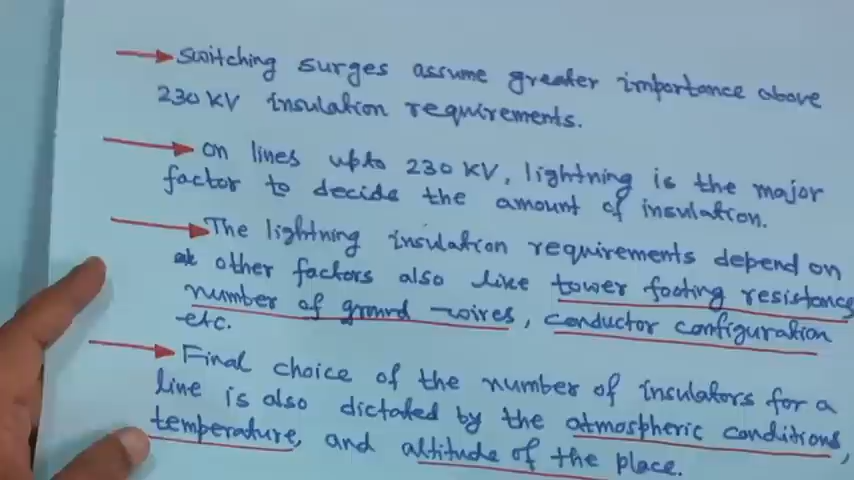 Switching surges assume greater importance above
230 KV insulation requirements.
On lines upto 230 KV, lightning is the major
factor to decide the amount of insulation.
The lightning insulation requirements depend on
other factors also like tower footing resistance
number of ground-wires, conductor configuration
etc.
Final choice of the number of insulators for a
line is also dictated by the atmospheric conditions,
temperature, and altitude of the place.